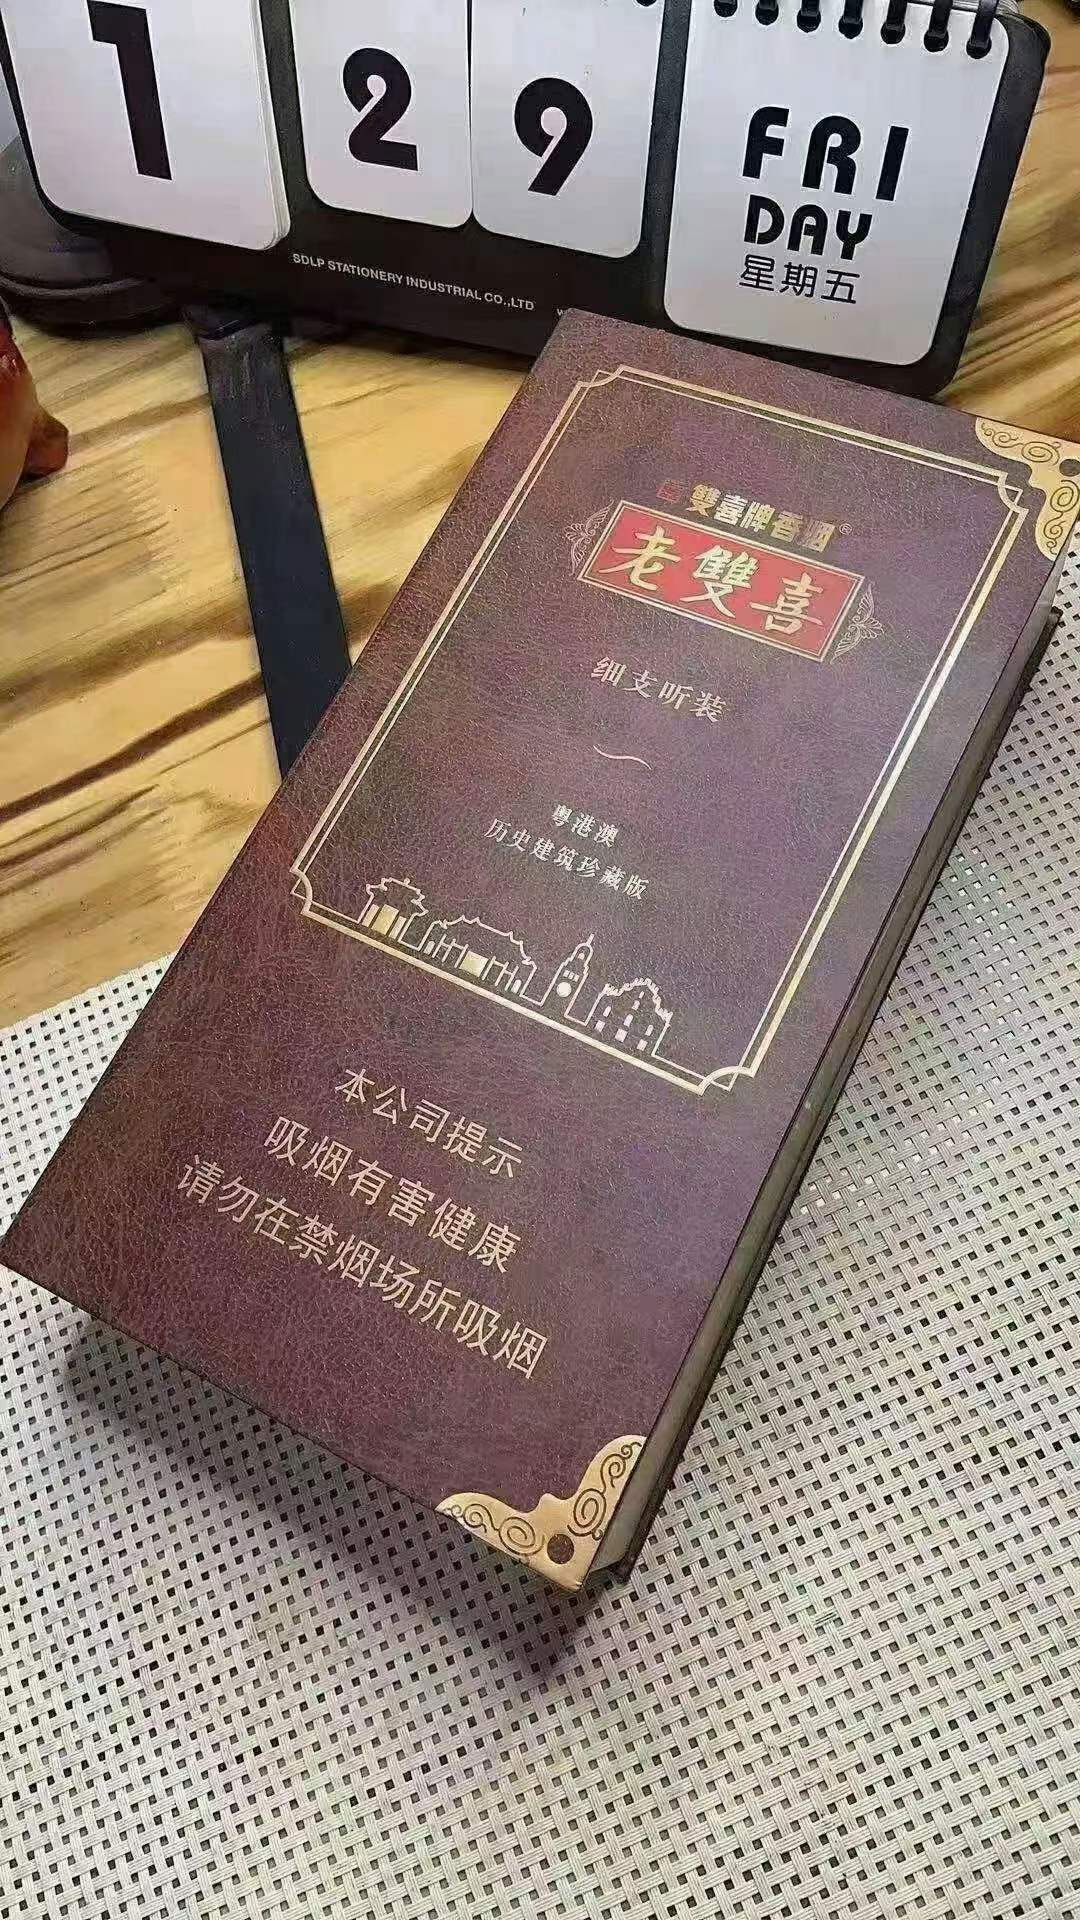 1 29 FRI
DAY
星期五
SDLP STATIONERY INDUSTRIAL CO.,LTD
雙喜牌香烟®
老雙喜
细支听装
粤港澳
历史建筑珍藏版
本公司提示
吸烟有害健康
请勿在禁烟场所吸烟